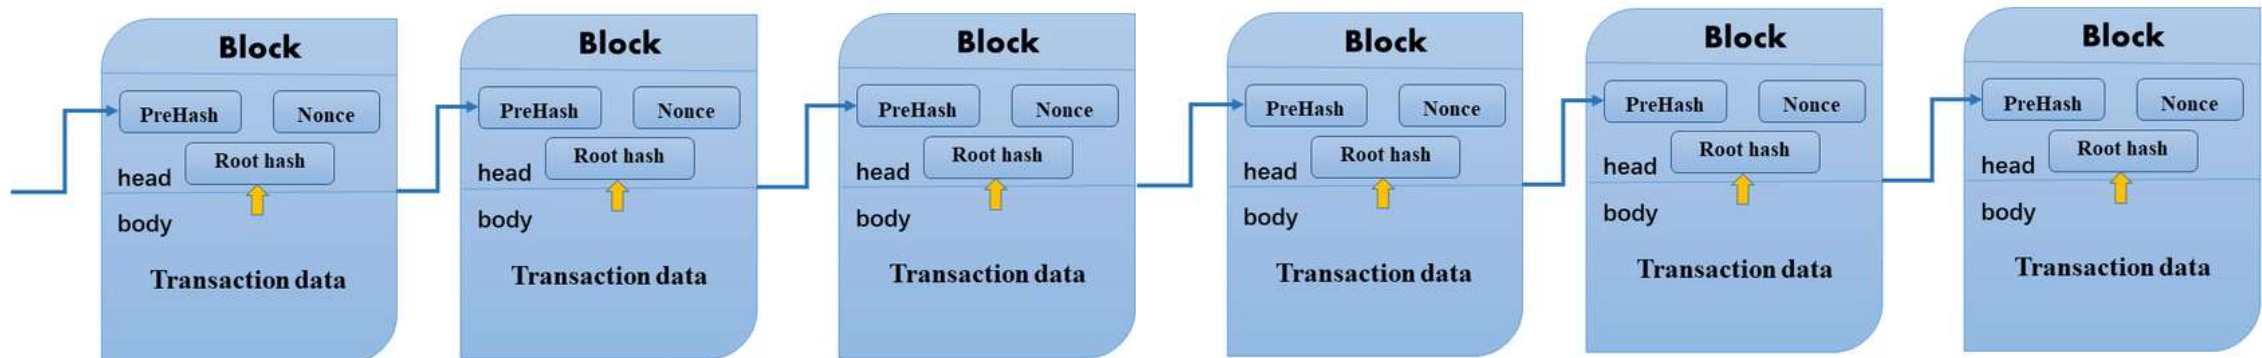 Block
PreHash
Nonce
Root hash
head
body
Transaction data
Block
PreHash
Nonce
Root hash
head
body
Transaction data
Block
PreHash
Nonce
Root hash
head
body
Transaction data
Block
PreHash
Nonce
Root hash
head
body
Transaction data
Block
PreHash
Nonce
Root hash
head
body
Transaction data
Block
PreHash
Nonce
Root hash
head
body
Transaction data